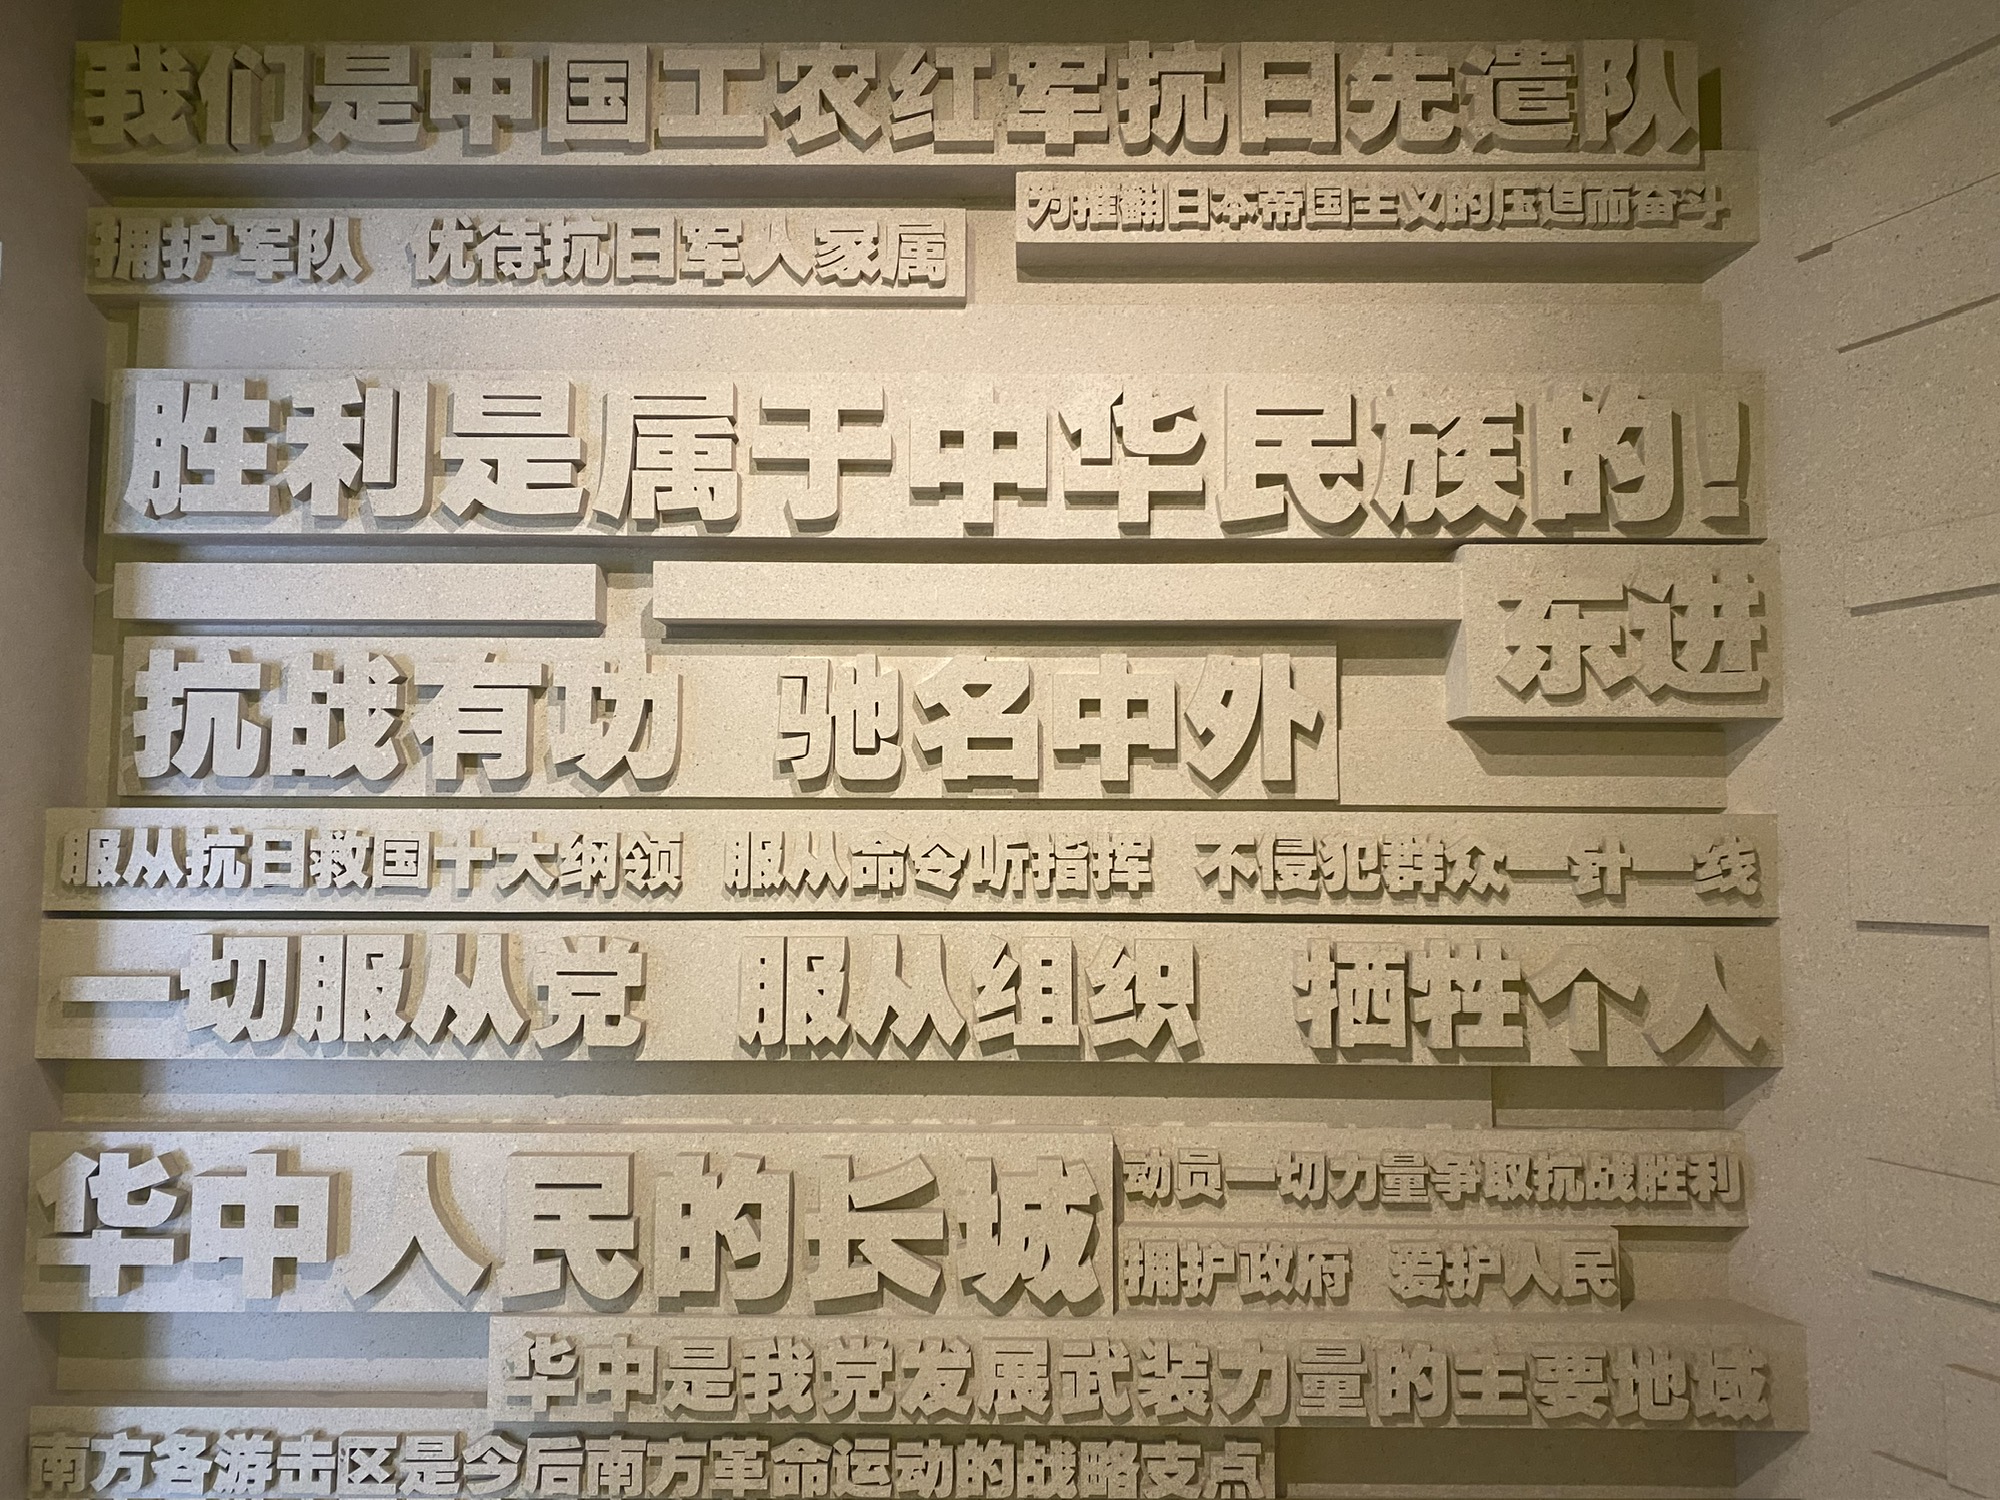 我们是中国工农红军抗日先遣队
为推翻日本帝国主义的压迫而奋斗
拥护军队 优待抗日军人家属
胜利是属于中华民族的!
东进
抗战有功 驰名中外
服从抗日救国十大纲领 服从命令听指挥 不侵犯群众一针一线
一切服从党 服从组织 牺牲个人
华中人民的长城
动员一切力量争取抗战胜利
拥护政府 爱护人民
华中是我党发展武装力量的主要地域
南方各游击区是今后南方革命运动的战略支点